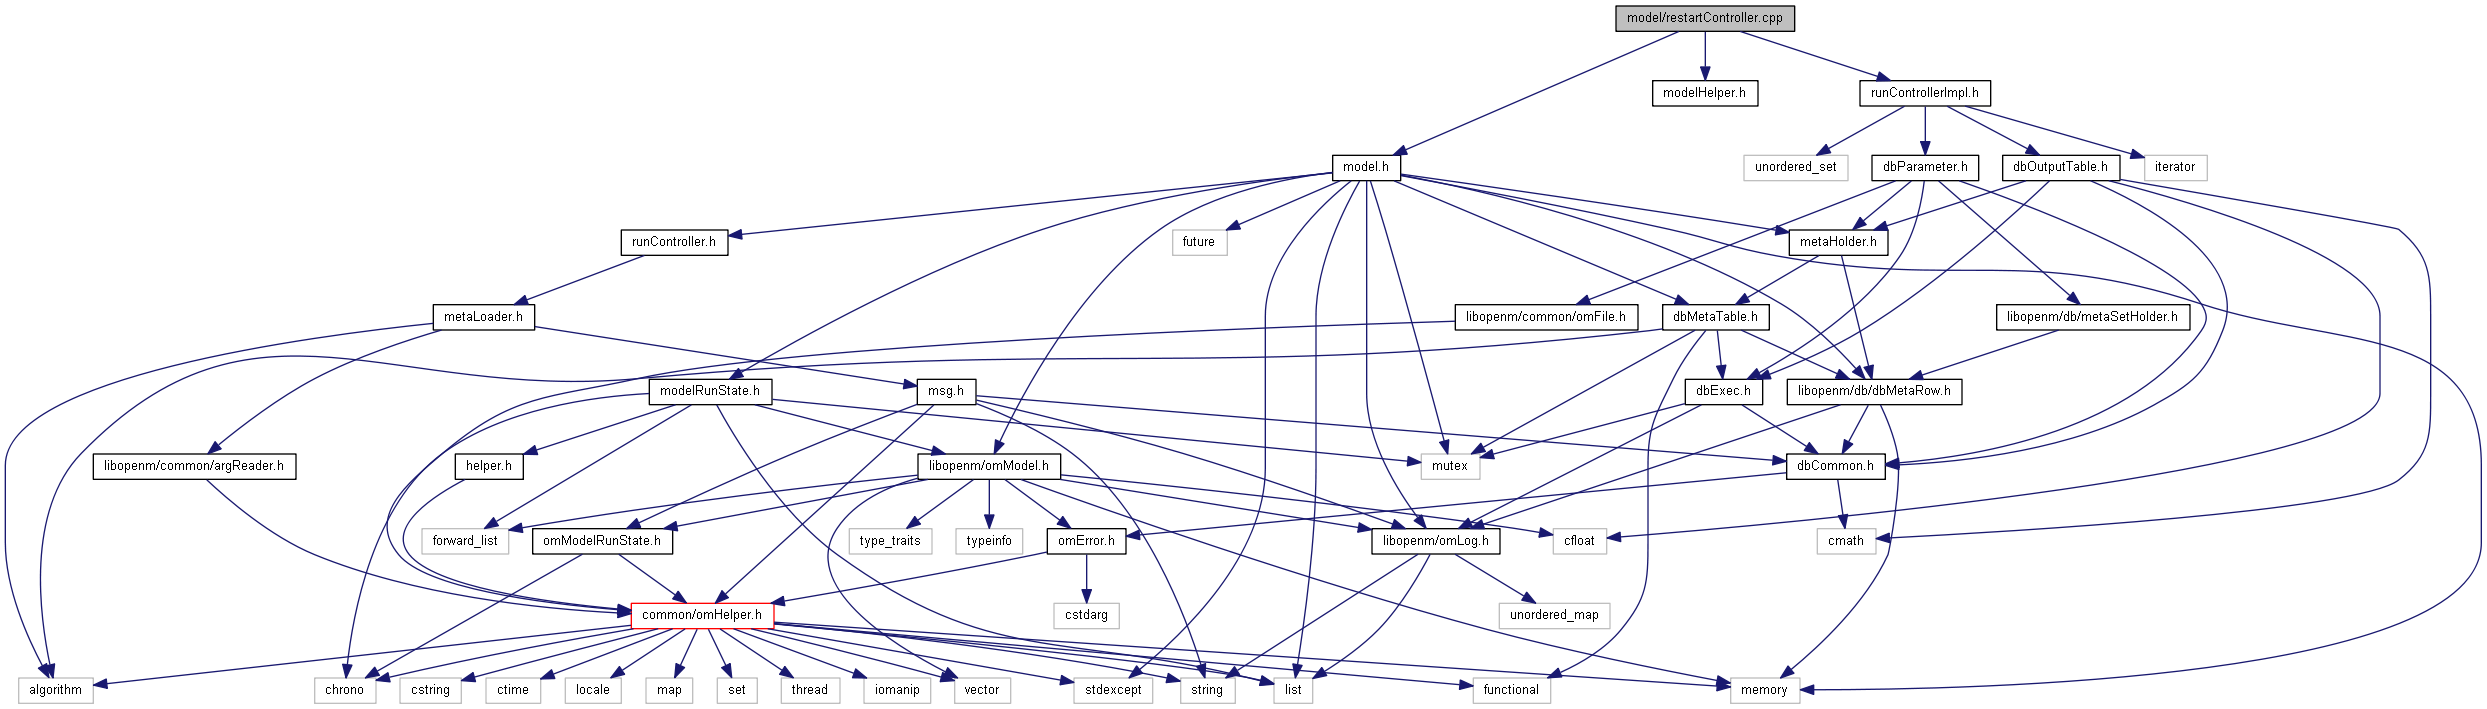 model/restartController.cpp
modelHelper.h
runControllerImpl.h
model.h
unordered_set
dbParameter.h
dbOutputTable.h
iterator
runController.h
future
metaHolder.h
metaLoader.h
libopenm/common/omFile.h
dbMetaTable.h
libopenm/db/metaSetHolder.h
modelRunState.h
msg.h
dbExec.h
libopenm/db/dbMetaRow.h
libopenm/common/argReader.h
helper.h
libopenm/omModel.h
mutex
dbCommon.h
forward_list
omModelRunState.h
type_traits
typeinfo
omError.h
libopenm/omLog.h
cfloat
cmath
common/omHelper.h
cstdarg
unordered_map
algorithm
chrono
cstring
ctime
locale
map
set
thread
iomanip
vector
stdexcept
string
list
functional
memory